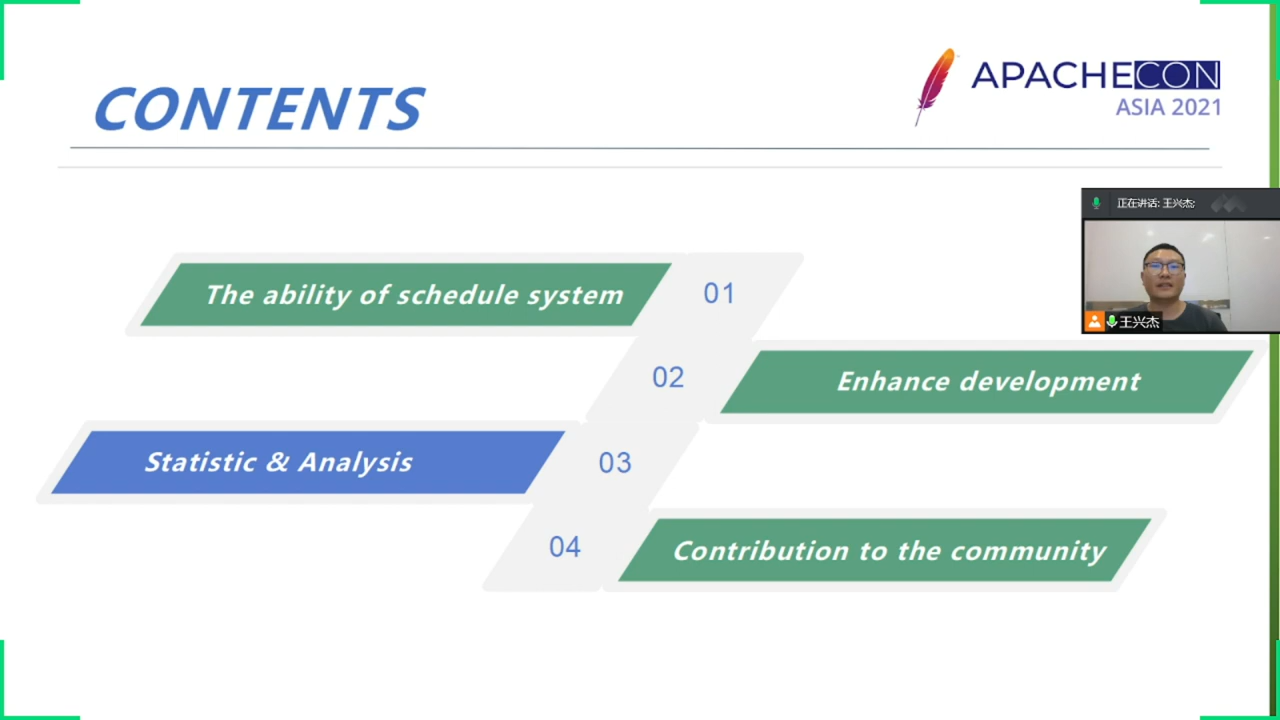 CONTENTS
APACHECON
ASIA 2021
正在讲话: 王兴杰;
王兴杰
The ability of schedule system
01
02
Enhance development
Statistic & Analysis
03
04
Contribution to the community